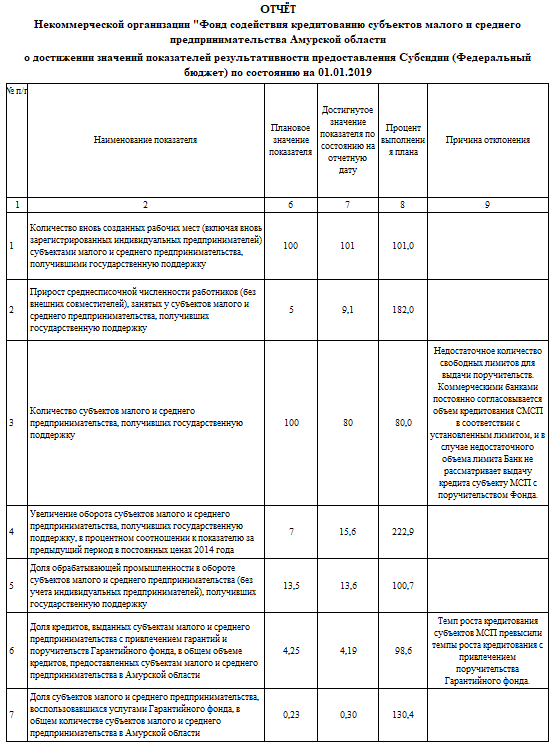 ОТЧЁТ
Некоммерческой организации "Фонд содействия кредитованию субъектов малого и среднего
предпринимательства Амурской области
о достижении значений показателей результативности предоставления Субсидии (Федеральный
бюджет) по состоянию на 01.01.2019
№ п/п
Наименование показателя
Плановое
значение
показателя
Достигнутое
значение
показателя по
состоянию на
отчетную
дату
Процент
выполнени
я плана
Причина отклонения
1 2 6 7 8 9
1
Количество вновь созданных рабочих мест (включая вновь
зарегистрированных индивидуальных предпринимателей)
субъектами малого и среднего предпринимательства,
получившими государственную поддержку
100 101 101,0
2
Прирост среднесписочной численности работников (без
внешних совместителей), занятых у субъектов малого и
среднего предпринимательства, получивших
государственную поддержку
5 9,1 182,0
3
Количество субъектов малого и среднего
предпринимательства, получивших государственную
поддержку
100 80 80,0
Недостаточное количество
свободных лимитов для
выдачи поручительств.
Коммерческими банками
постоянно согласовывается
объем кредитования СМСП
в соответствии с
установленным лимитом, и в
случае недостаточного
объема лимита Банк не
рассматривает выдачу
кредита субъекту МСП с
поручительством Фонда.
4
Увеличение оборота субъектов малого и среднего
предпринимательства, получивших государственную
поддержку, в процентном соотношении к показателю за
предыдущий период в постоянных ценах 2014 года
7 15,6 222,9
5
Доля обрабатывающей промышленности в обороте
субъектов малого и среднего предпринимательства (без
учета индивидуальных предпринимателей), получивших
государственную поддержку
13,5 13,6 100,7
6
Доля кредитов, выданных субъектам малого и среднего
предпринимательства с привлечением гарантий и
поручительств Гарантийного фонда, в общем объеме
кредитов, предоставленных субъектам малого и среднего
предпринимательства в Амурской области
4,25 4,19 98,6
Темп роста кредитования
субъектов МСП превысили
темпы роста кредитования с
привлечением
поручительства
Гарантийного фонда.
7
Доля субъектов малого и среднего предпринимательства,
воспользовавшихся услугами Гарантийного фонда, в
общем количестве субъектов малого и среднего
предпринимательства в Амурской области
0,23 0,30 130,4